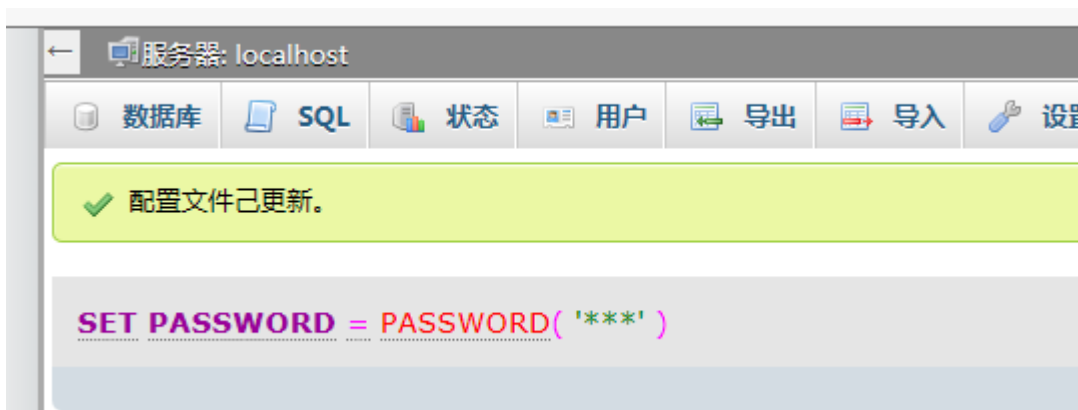 ← 服务器: localhost
数据库 SQL 状态 用户 导出 导入 设置
配置文件己更新。
SET PASSWORD = PASSWORD( '***' )